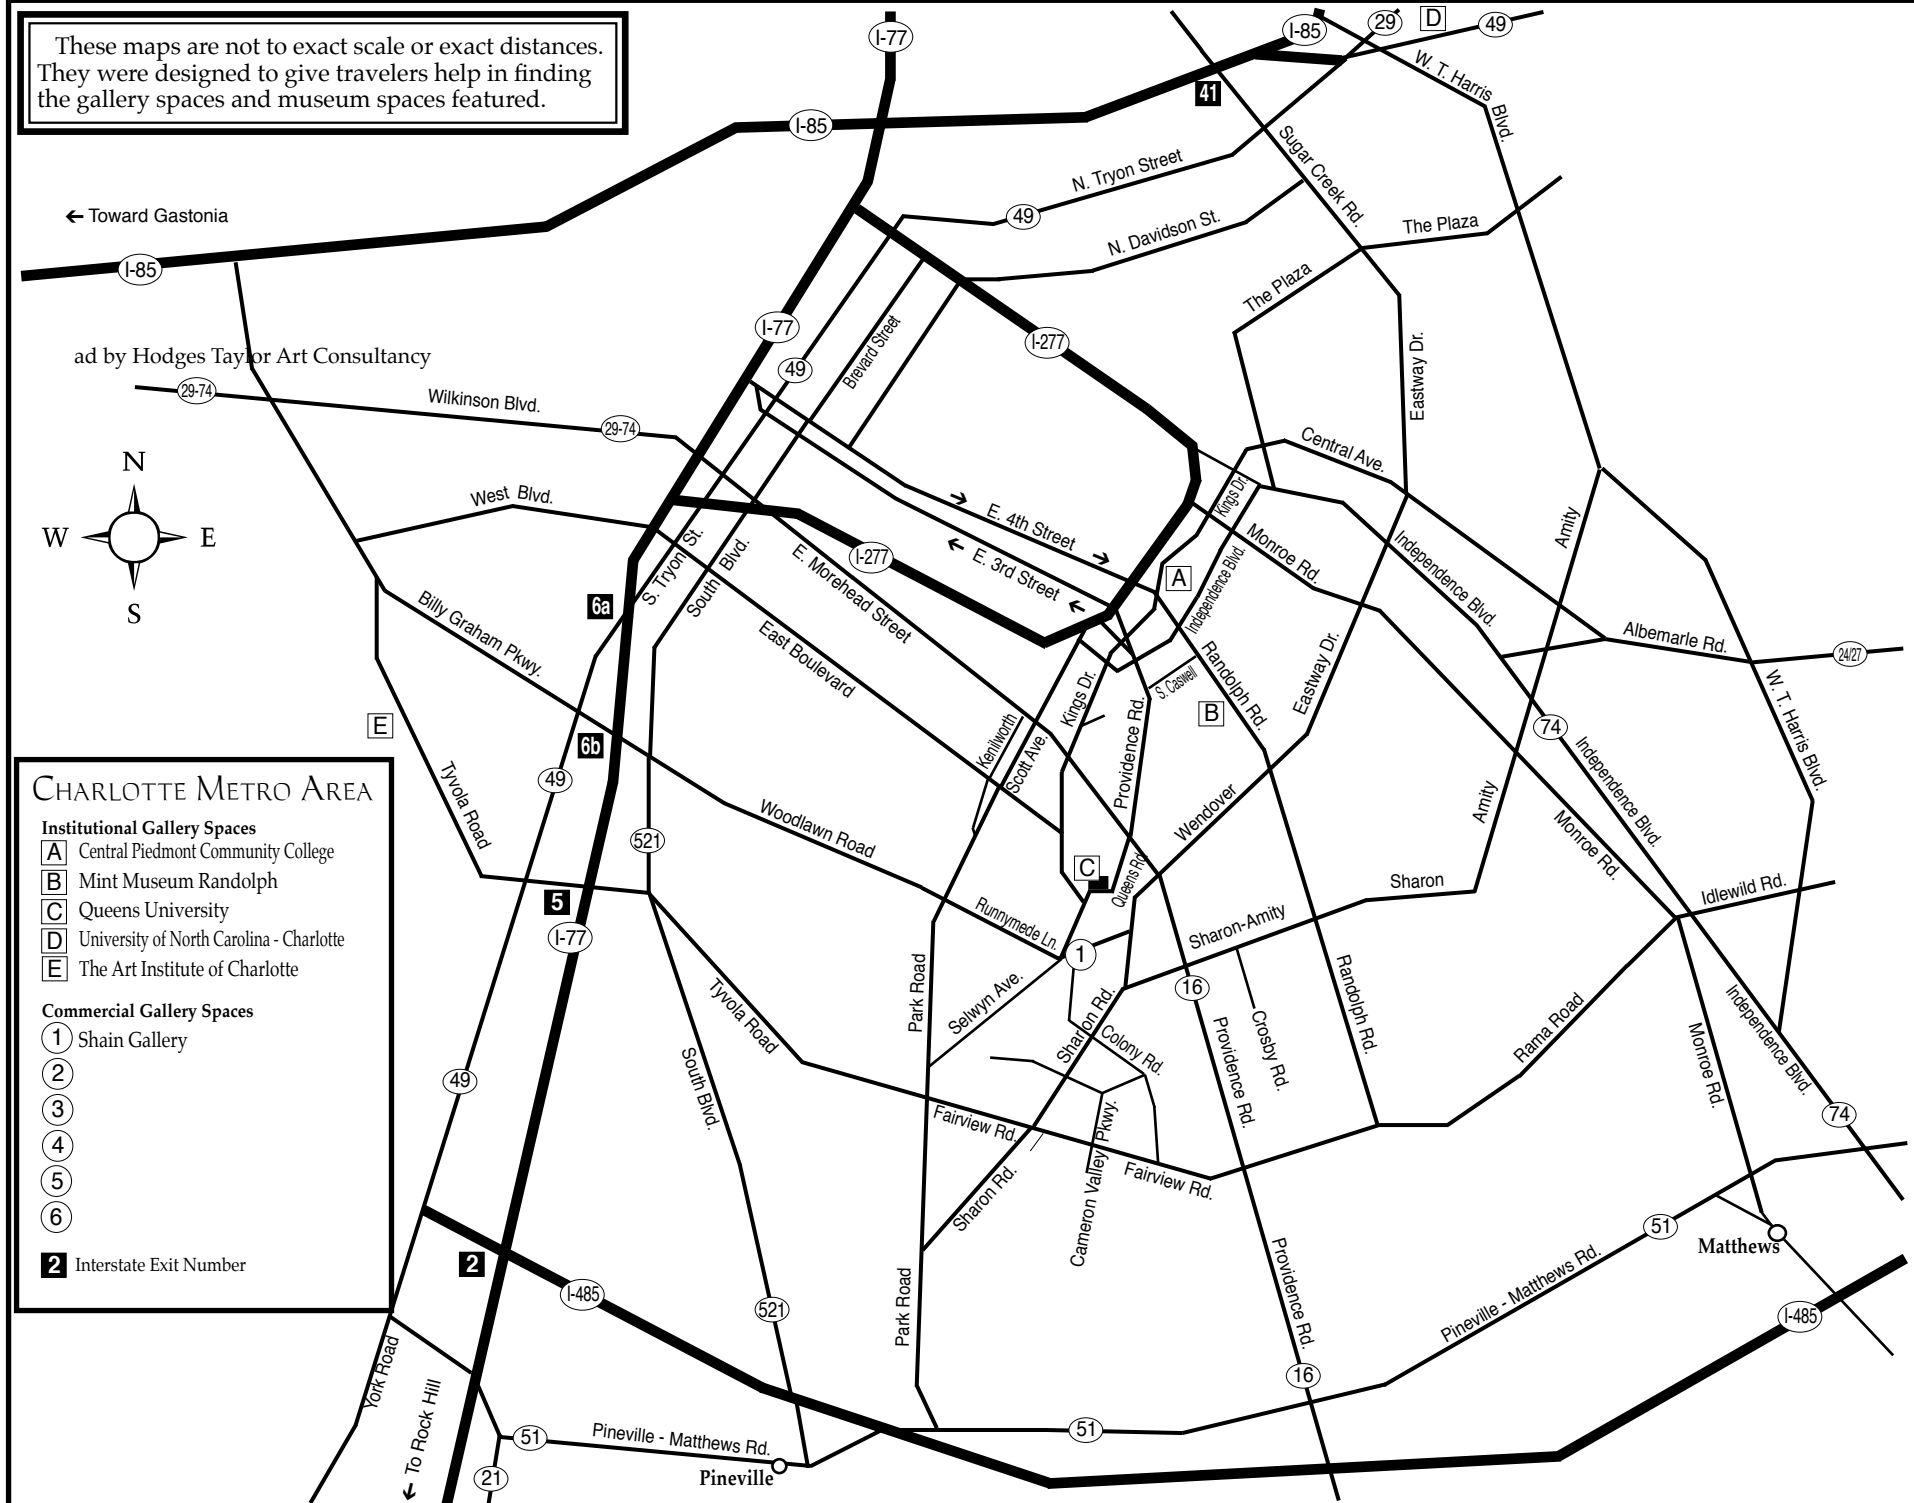 These maps are not to exact scale or exact distances.
They were designed to give travelers help in finding
the gallery spaces and museum spaces featured.
I-77
I-85
29
D
49
W. T. Harris
Blvd.
41
I-85
N. Tryon Street
49
Sugar Creek Rd.
N. Davidson St.
The Plaza
The Plaza
← Toward Gastonia
I-85
I-77
I-277
49
Brevard Street
Eastway Dr.
ad by Hodges Taylor Art Consultancy
29-74
Wilkinson Blvd.
29-74
Central Ave.
Kings Dr.
West Blvd.
N
W
E
S
E. 4th Street
E. 3rd Street
Monroe Rd.
Independence Blvd.
Amity
I-277
S. Tryon St.
South Blvd.
E. Morehead Street
A
Independence Blvd.
6a
Billy Graham Pkwy.
East Boulevard
Albemarle Rd.
24/27
Randolph Rd.
S. Caswell
B
Eastway Dr.
W. T. Harris Blvd.
Kings Dr.
Kenilworth
Scott Ave.
Providence Rd.
74
Independence Blvd.
E
6b
49
Tyvola Road
521
Woodlawn Road
Wendover
Amity
Monroe Rd.
C
Queens Rd.
Sharon
Idlewild Rd.
5
I-77
Runnymede Ln.
1
Sharon-Amity
CHARLOTTE METRO AREA
Institutional Gallery Spaces
A Central Piedmont Community College
B Mint Museum Randolph
C Queens University
D University of North Carolina - Charlotte
E The Art Institute of Charlotte
Commercial Gallery Spaces
1 Shain Gallery
2
3
4
5
6
2 Interstate Exit Number
Park Road
Selwyn Ave.
Tyvola Road
Sharon Rd.
Colony Rd.
16
Providence Rd.
Crosby Rd.
Randolph Rd.
Rama Road
Monroe Rd.
Independence Blvd.
74
49
South Blvd.
Fairview Rd.
Sharon Rd.
Cameron Valley Pkwy.
Fairview Rd.
51
Matthews
2
I-485
521
Park Road
Providence Rd.
Pineville - Matthews Rd.
I-485
York Road
← To Rock Hill
16
51
Pineville - Matthews Rd.
51
Pineville
21